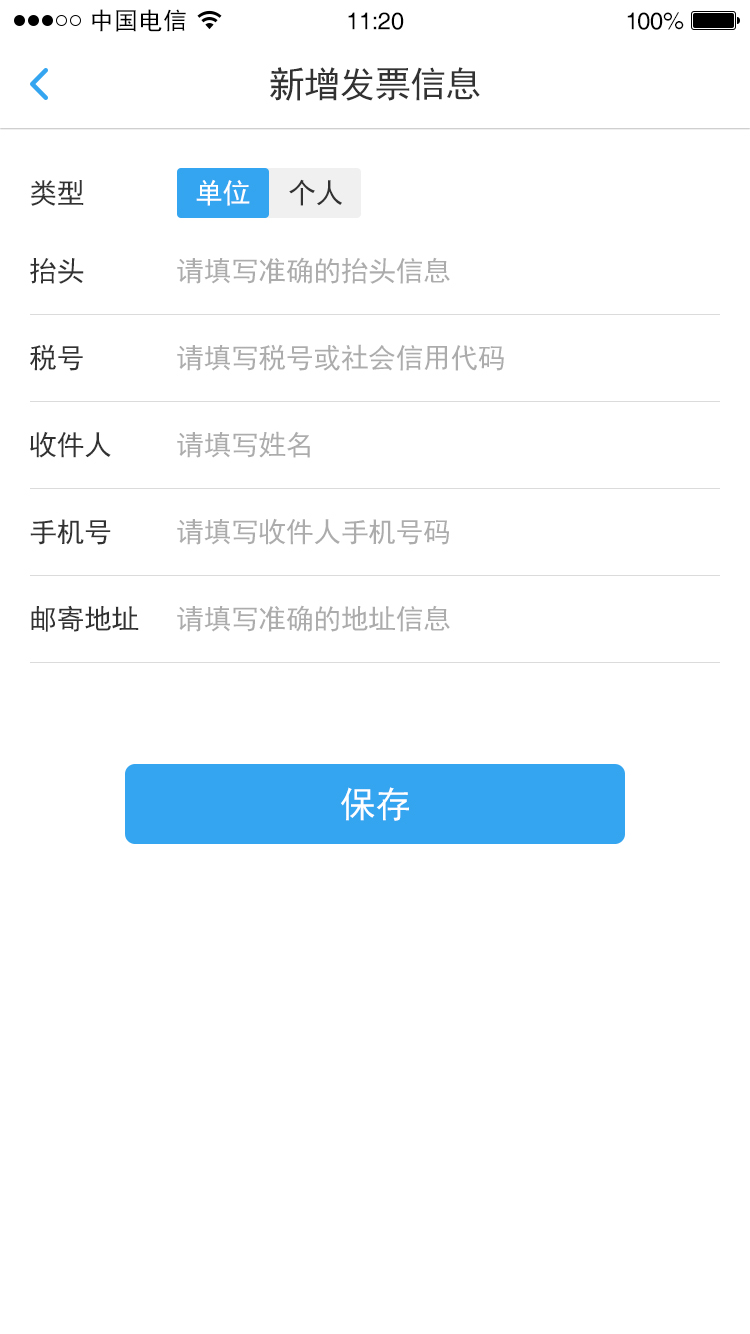 中国电信 11:20 100%
新增发票信息
类型 单位 个人
抬头 请填写准确的抬头信息
税号 请填写税号或社会信用代码
收件人 请填写姓名
手机号 请填写收件人手机号码
邮寄地址 请填写准确的地址信息
保存